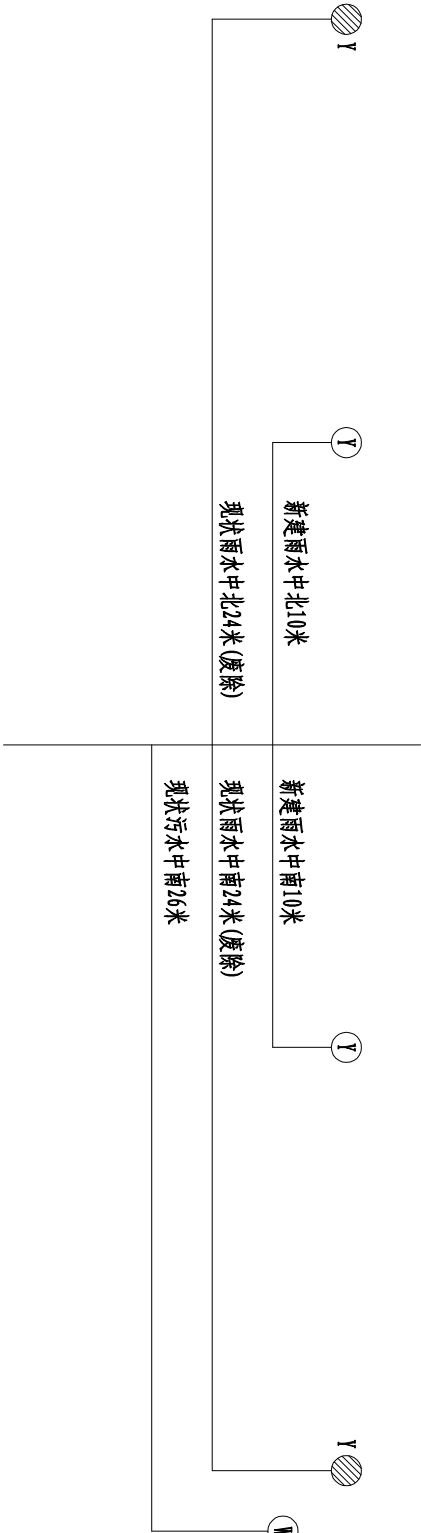 Y
Y
新建雨水中北10米
现状雨水中北24米(废除)
新建雨水中南10米
现状雨水中南24米(废除)
现状污水中南26米
Y
Y
W